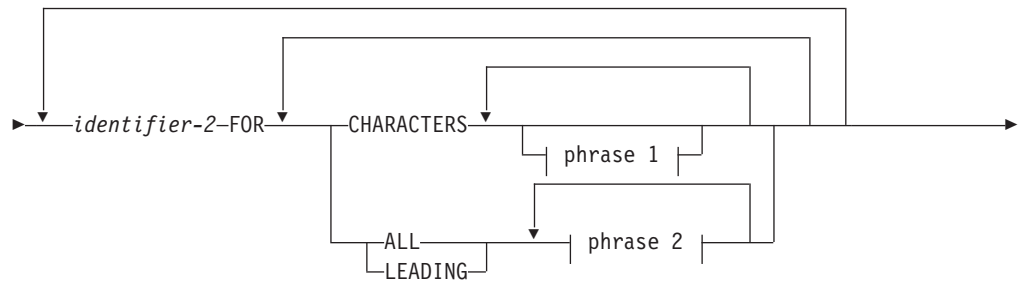 identifier-2 FOR CHARACTERS
phrase 1
ALL phrase 2
LEADING